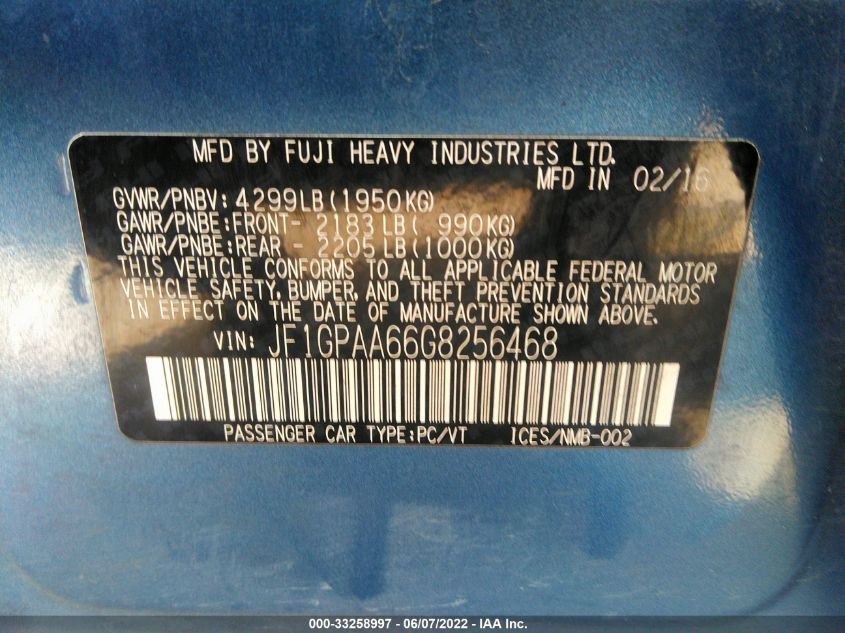 MFD BY FUJI HEAVY INDUSTRIES LTD.
MFD IN 02/16
GVWR/PNBV: 4299LB(1950KG)
GAWR/PNBE:FRONT- 2183LB( 990KG)
GAWR/PNBE:REAR - 2205LB(1000KG)
THIS VEHICLE CONFORMS TO ALL APPLICABLE FEDERAL MOTOR
VEHICLE SAFETY, BUMPER, AND THEFT PREVENTION STANDARDS
IN EFFECT ON THE DATE OF MANUFACTURE SHOWN ABOVE.
VIN: JF1GPAA66G8256468
PASSENGER CAR TYPE:PC/VT ICES/NMB-002
000-33258997 - 06/07/2022 - IAA Inc.